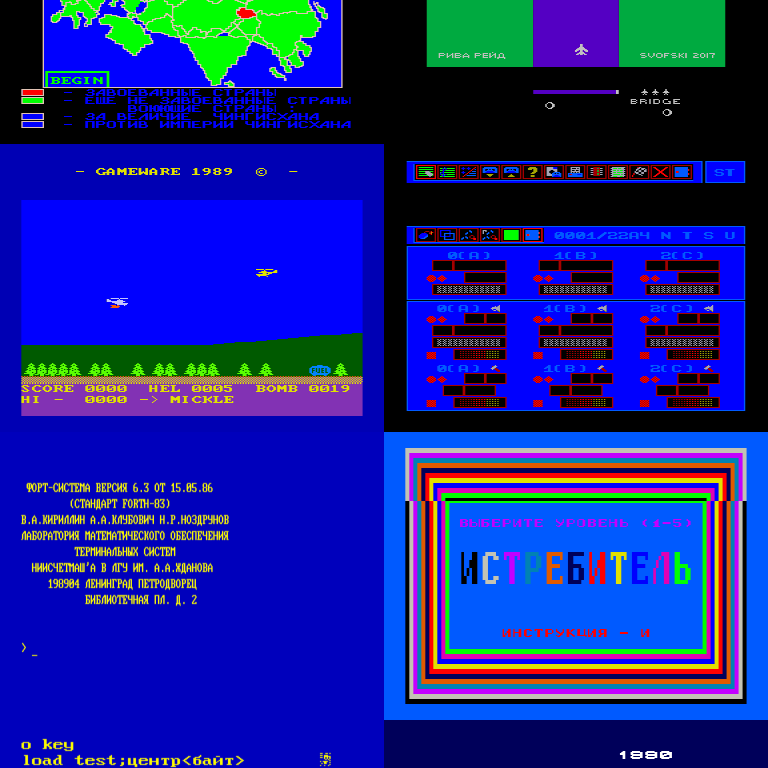 BEGIN
- ЗАВОЕВАННЫЕ СТРАНЫ
- ЕЩЕ НЕ ЗАВОЕВАННЫЕ СТРАНЫ
ВОЮЮЩИЕ СТРАНЫ :
- ЗА ВЕЛИЧИЕ ЧИНГИСХАНА
- ПРОТИВ ИМПЕРИИ ЧИНГИСХАНА
РИВА РЕЙД
SVOFSKI 2017
BRIDGE
- GAMEWARE 1989 © -
SCORE 0000 HEL 0005 BOMB 0019
HI - 0000 -> MICKLE
ST
0001/22A4 N T S U
0(A) 1(B) 2(C)
0(A) 1(B) 2(C)
0(A) 1(B) 2(C)
ФОРТ-СИСТЕМА ВЕРСИЯ 6.3 ОТ 15.05.86
(СТАНДАРТ FORTH-83)
В.А.КИРИЛЛИН А.А.КЛУБОВИЧ Н.Р.НОЗДРУНОВ
ЛАБОРАТОРИЯ МАТЕМАТИЧЕСКОГО ОБЕСПЕЧЕНИЯ
ТЕРМИНАЛЬНЫХ СИСТЕМ
НИИСЧЕТМАШ'А В ЛГУ ИМ. А.А.ЖДАНОВА
198904 ЛЕНИНГРАД ПЕТРОДВОРЕЦ
БИБЛИОТЕЧНАЯ ПЛ. Д. 2
>_
ВЫБЕРИТЕ УРОВЕНЬ (1-5)
ИСТРЕБИТЕЛЬ
ИНСТРУКЦИЯ - И
o key
load test;центр<байт>
1990